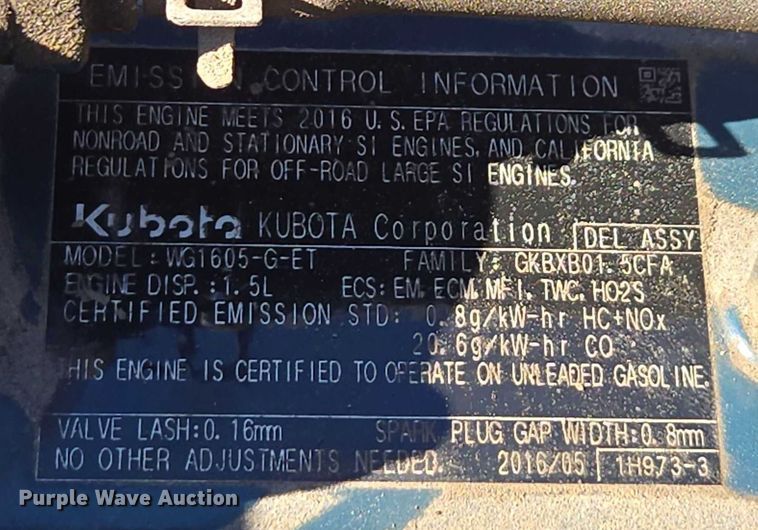 EMISSION CONTROL INFORMATION
THIS ENGINE MEETS 2016 U.S. EPA REGULATIONS FOR
NONROAD AND STATIONARY SI ENGINES, AND CALIFORNIA
REGULATIONS FOR OFF-ROAD LARGE SI ENGINES.
Kubota KUBOTA Corporation DEL ASSY
MODEL: WG1605-G-ET FAMILY: GKBXB01.5CFA
ENGINE DISP.: 1.5L ECS: EM, ECM, MFI, TWC, HO2S
CERTIFIED EMISSION STD: 0.8g/kW-hr HC+NOx
20.6g/kW-hr CO
THIS ENGINE IS CERTIFIED TO OPERATE ON UNLEADED GASOLINE.
VALVE LASH:0.16mm SPARK PLUG GAP WIDTH:0.8mm
NO OTHER ADJUSTMENTS NEEDED. 2016/05 1H973-3
Purple Wave Auction